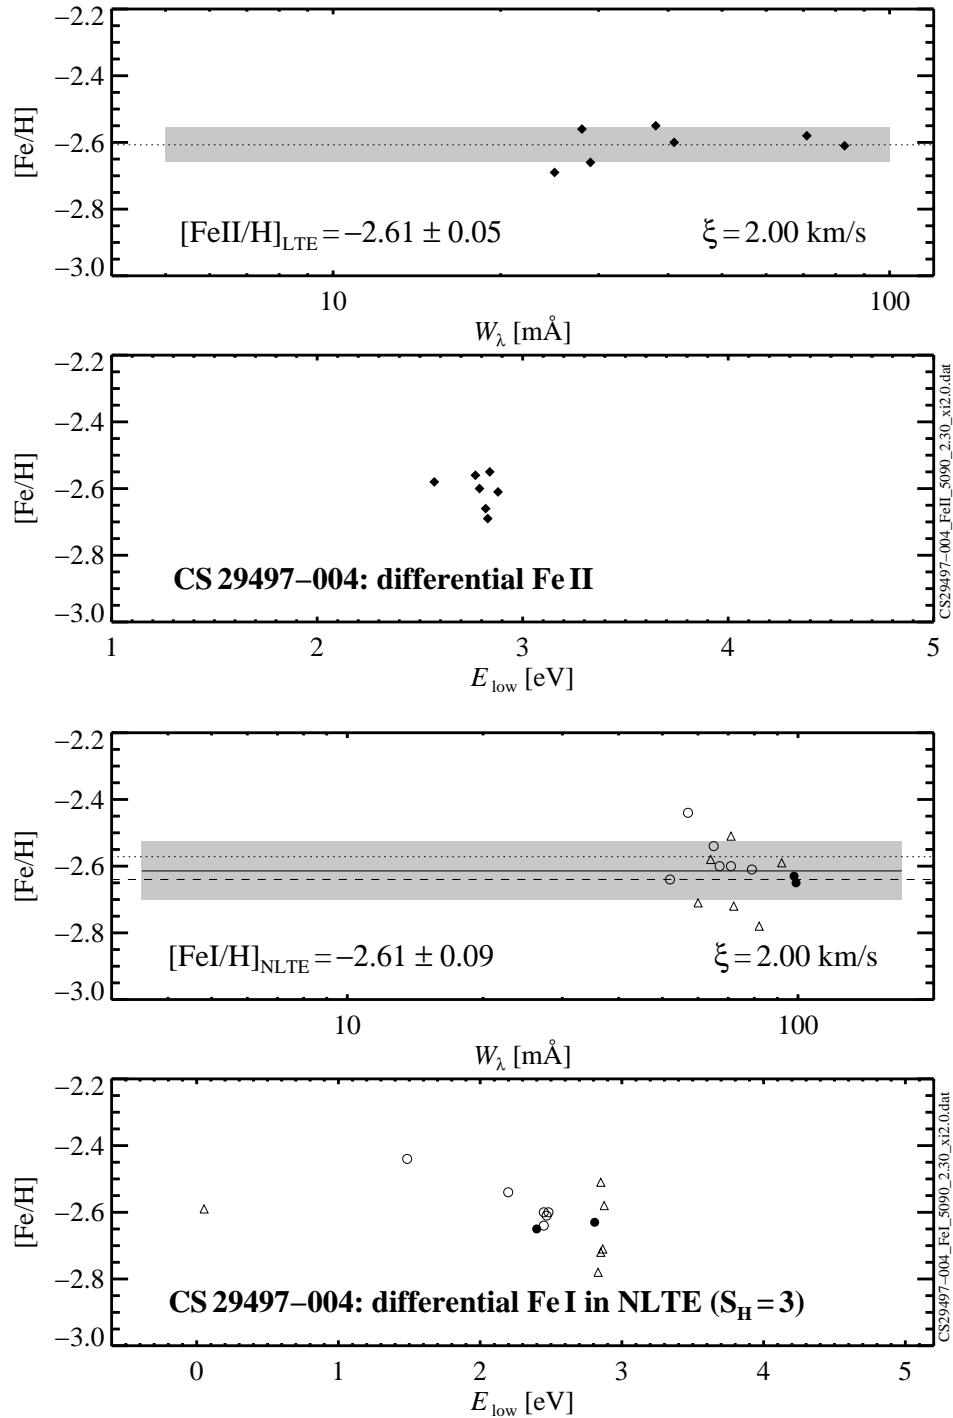 −2.2
−2.4
−2.6
−2.8
−3.0
[Fe/H]
[FeII/H]LTE = −2.61 ± 0.05
ξ = 2.00 km/s
10
100
Wλ [mÅ]
−2.2
−2.4
−2.6
−2.8
−3.0
[Fe/H]
CS 29497−004: differential Fe II
CS29497−004_FeII_5090_2.30_xi2.0.dat
1
2
3
4
5
Elow [eV]
−2.2
−2.4
−2.6
−2.8
−3.0
[Fe/H]
[FeI/H]NLTE = −2.61 ± 0.09
ξ = 2.00 km/s
10
100
Wλ [mÅ]
−2.2
−2.4
−2.6
−2.8
−3.0
[Fe/H]
CS 29497−004: differential Fe I in NLTE (SH = 3)
CS29497−004_FeI_5090_2.30_xi2.0.dat
0
1
2
3
4
5
Elow [eV]